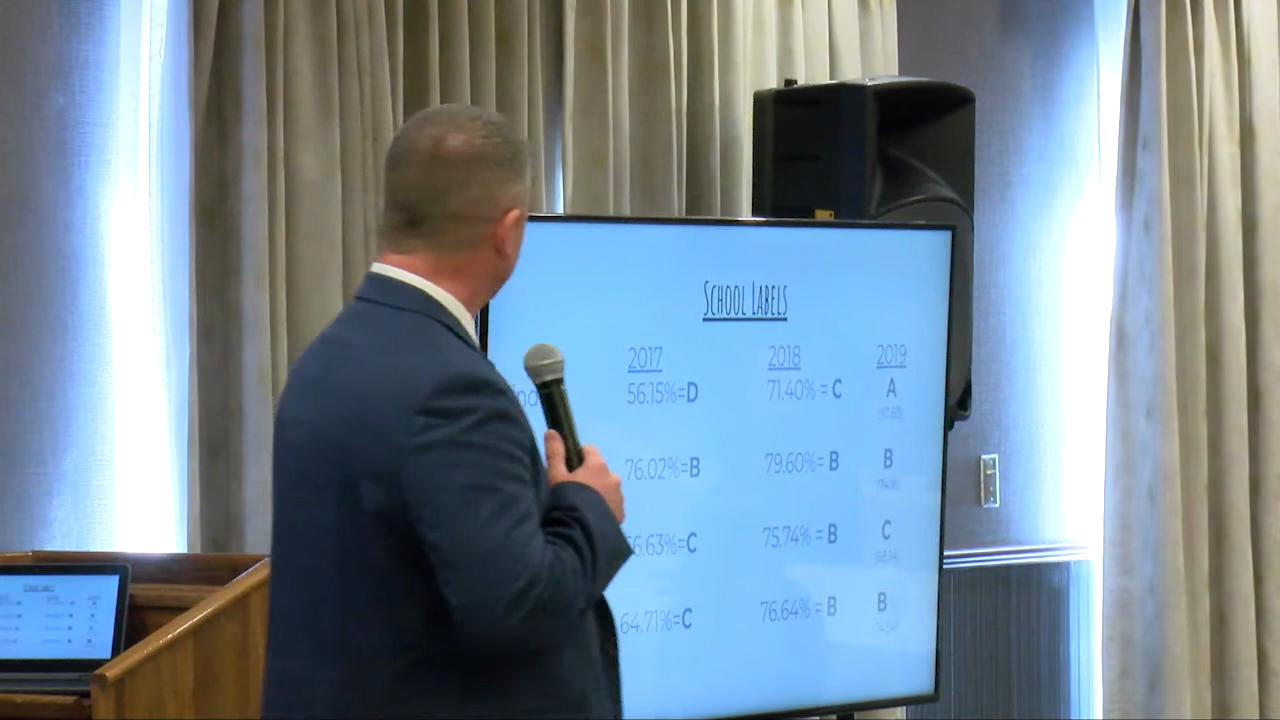 SCHOOL LABELS
2017 2018 2019
56.15%=D 71.40% = C A
76.02%=B 79.60%= B B
6.63%=C 75.74% = B C
64.71%=C 76.64% = B B